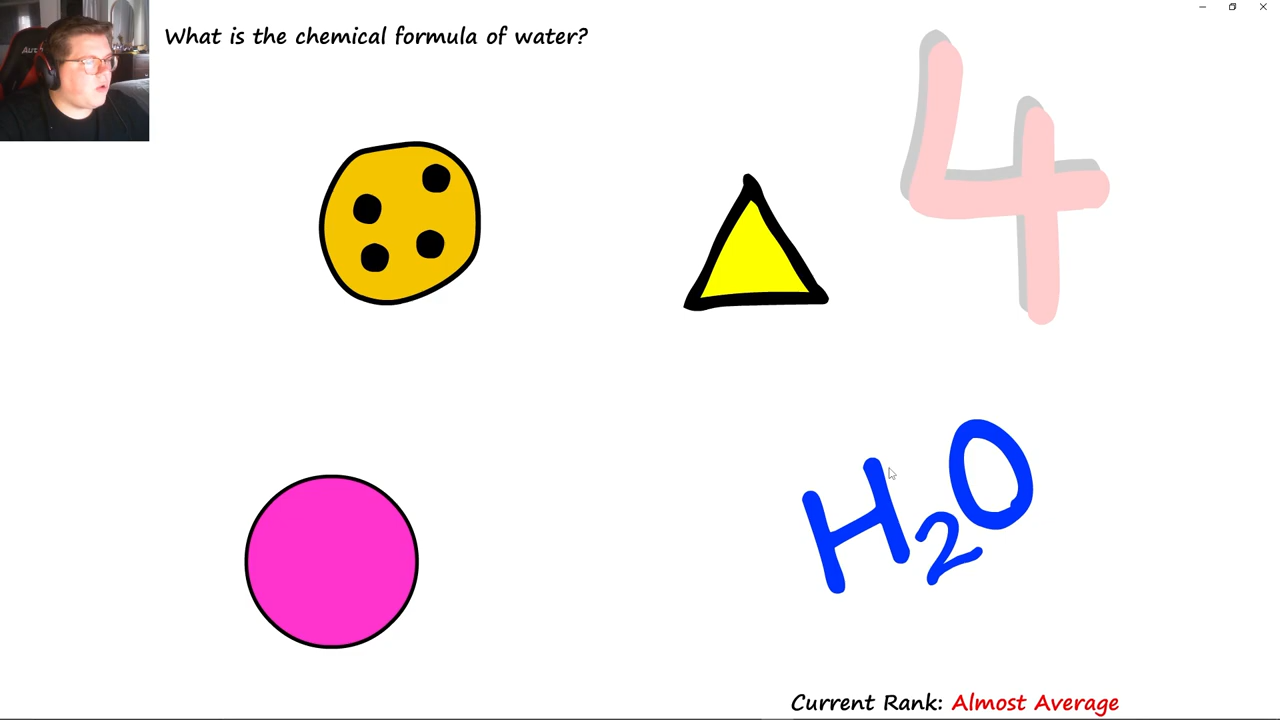 What is the chemical formula of water?
4
H₂O
Current Rank: Almost Average